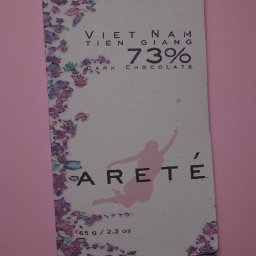 VIET NAM
TIEN GIANG
73%
DARK CHOCOLATE
ARETÉ
65 g / 2.3 oz